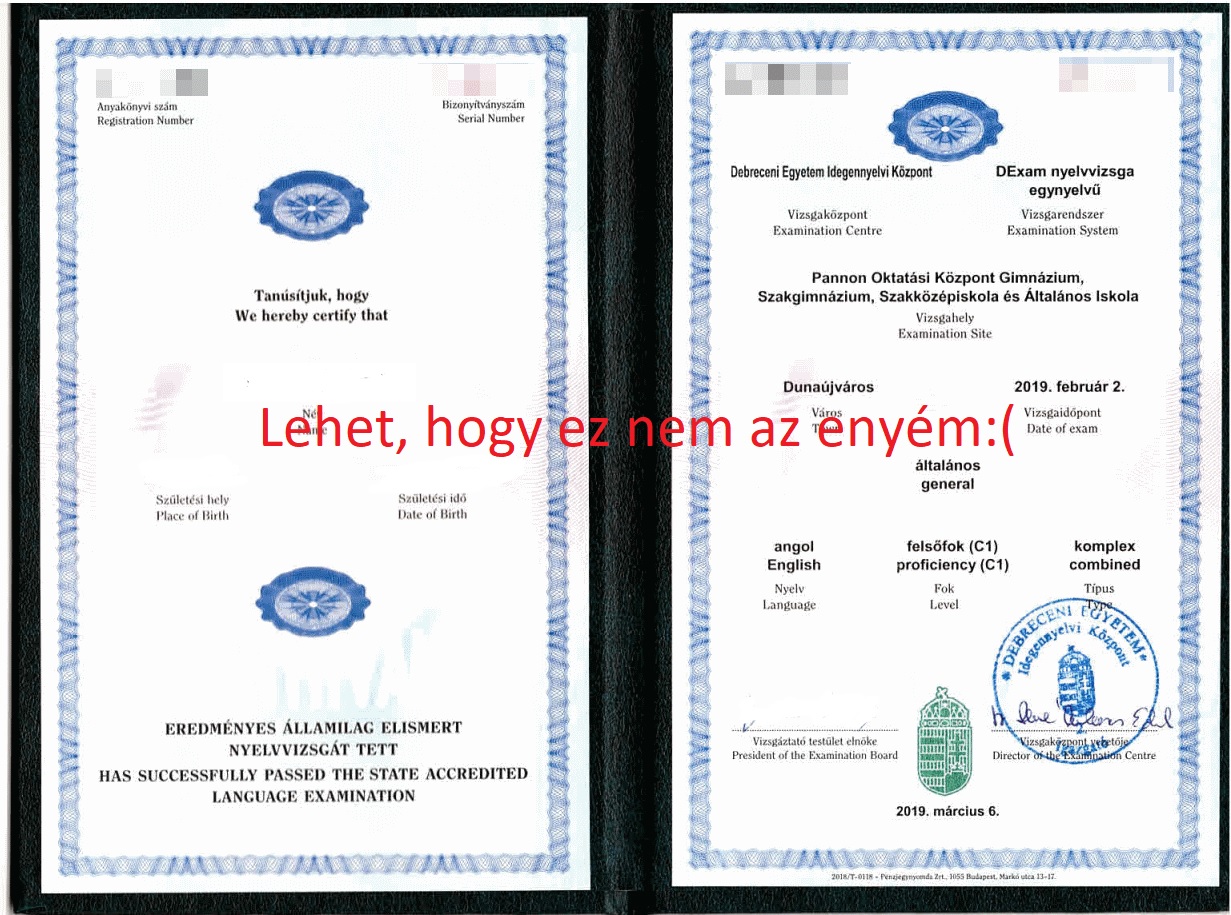 Anyakönyvi szám
Registration Number
Bizonyítványszám
Serial Number
Tanúsítjuk, hogy
We hereby certify that
Lehet, hogy ez nem az enyém:(
Születési hely
Place of Birth
Születési idő
Date of Birth
EREDMÉNYES ÁLLAMILAG ELISMERT
NYELVVIZSGÁT TETT
HAS SUCCESSFULLY PASSED THE STATE ACCREDITED
LANGUAGE EXAMINATION
Debreceni Egyetem Idegennyelvi Központ
Vizsgaközpont
Examination Centre
DExam nyelvvizsga
egynyelvű
Vizsgarendszer
Examination System
Pannon Oktatási Központ Gimnázium,
Szakgimnázium, Szakközépiskola és Általános Iskola
Vizsgahely
Examination Site
Dunaújváros
Város
2019. február 2.
Vizsgaidőpont
Date of exam
általános
general
angol
English
Nyelv
Language
felsőfok (C1)
proficiency (C1)
Fok
Level
komplex
combined
Típus
Type
* DEBRECENI EGYETEM *
Idegennyelvi Központ
2.
Igazgató
Vizsgáztató testület elnöke
President of the Examination Board
Vizsgaközpont vezetője
Director of the Examination Centre
2019. március 6.
2018/T-0118 - Pénzjegynyomda Zrt., 1055 Budapest, Markó utca 13-17.